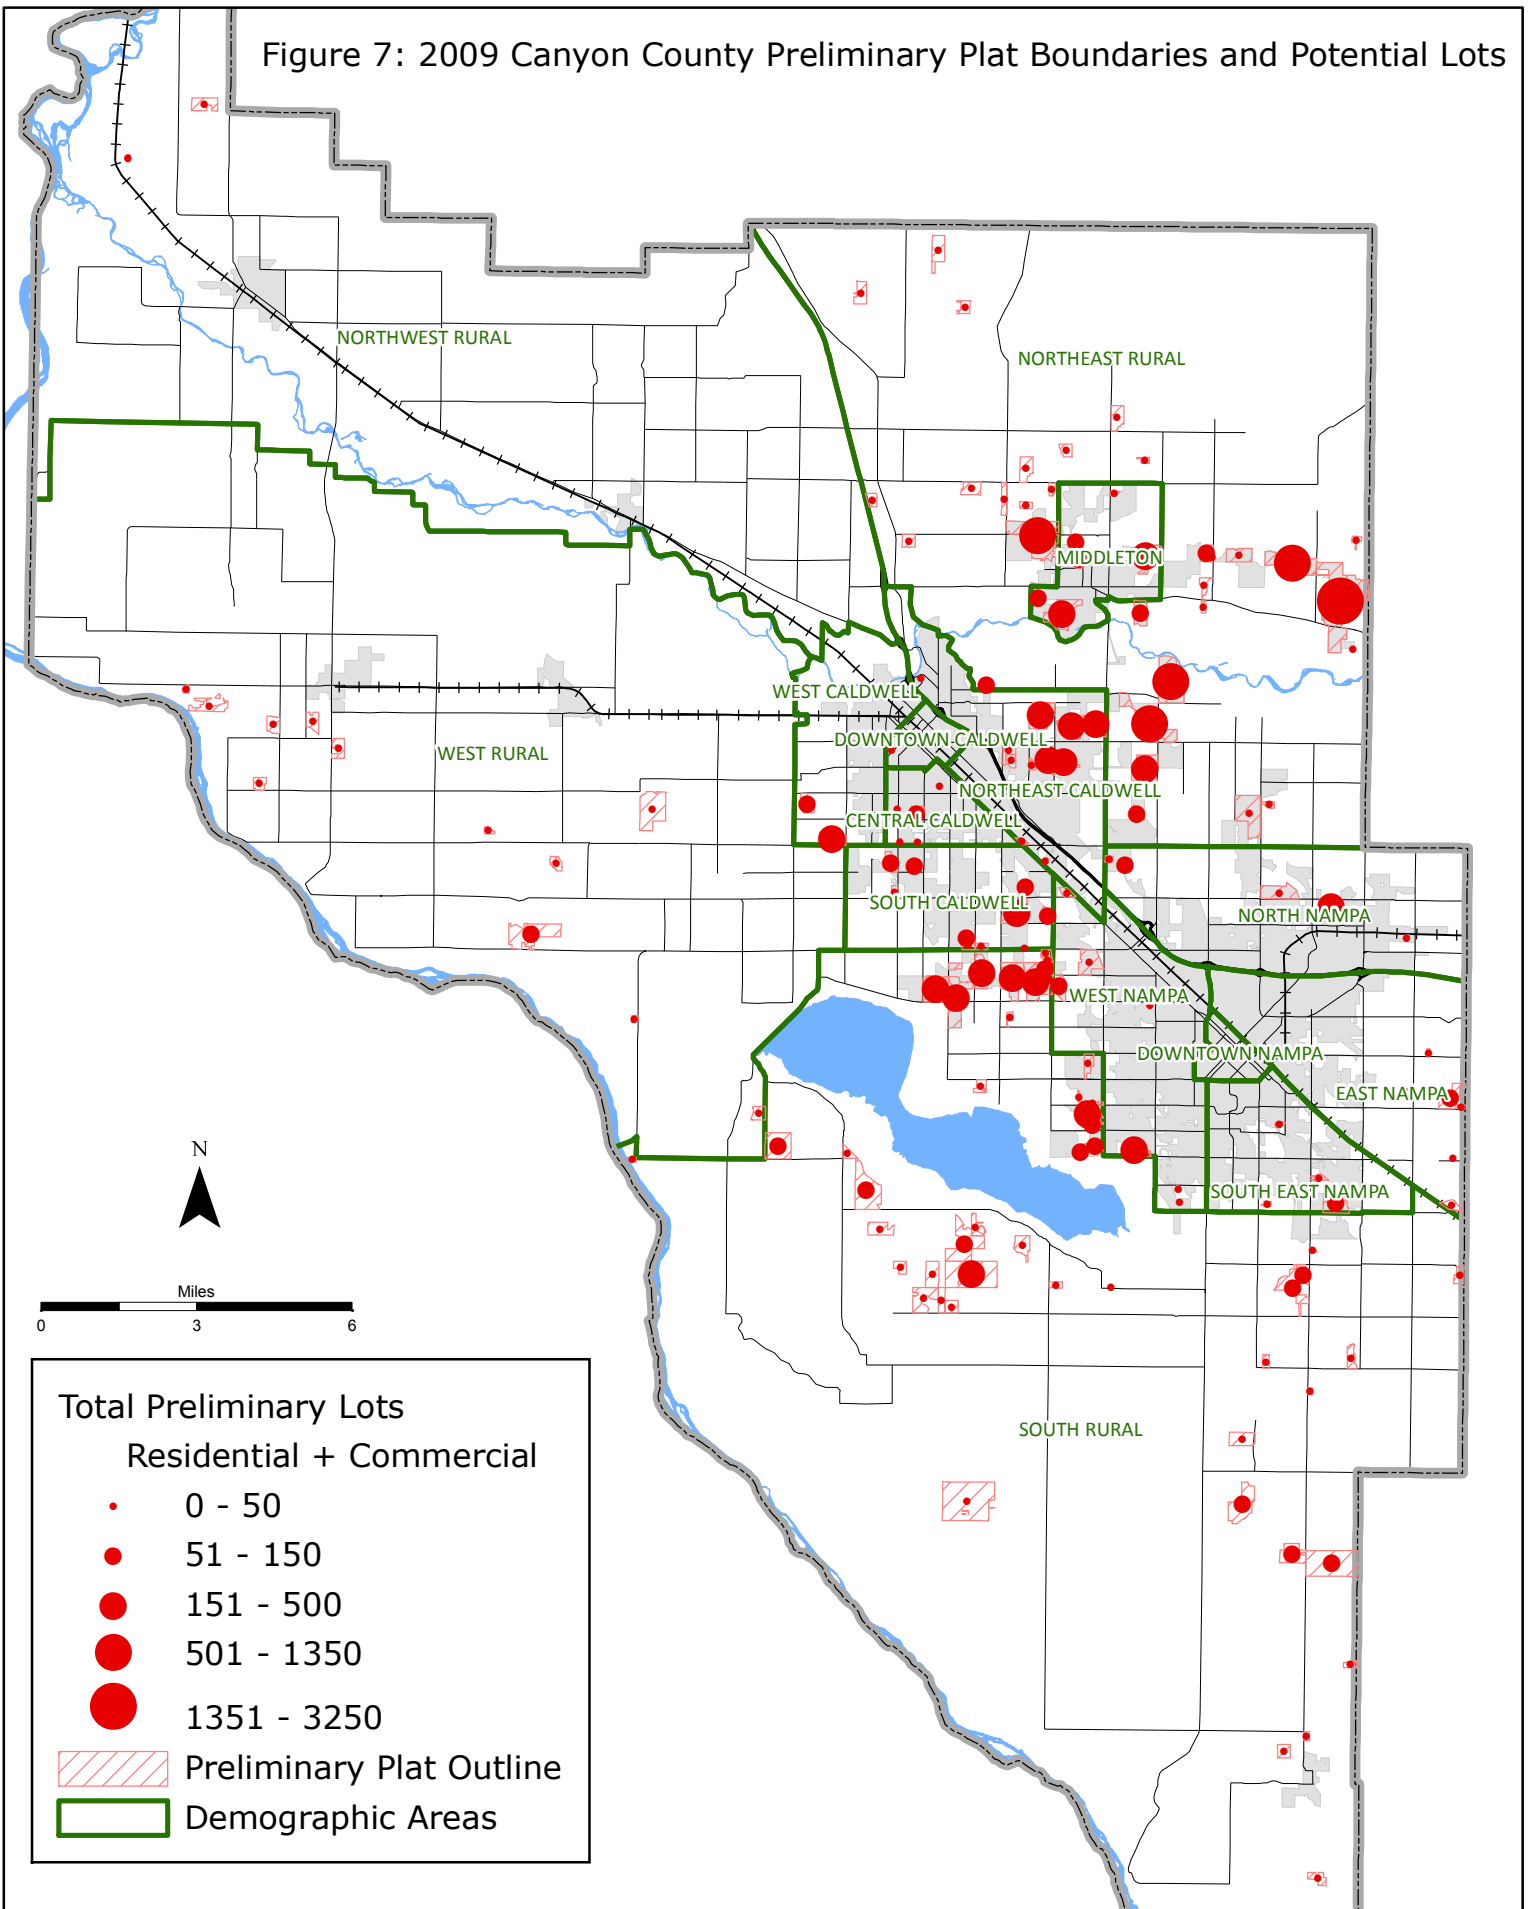 Figure 7: 2009 Canyon County Preliminary Plat Boundaries and Potential Lots
NORTHWEST RURAL
NORTHEAST RURAL
MIDDLETON
WEST CALDWELL
DOWNTOWN CALDWELL
WEST RURAL
NORTHEAST CALDWELL
CENTRAL CALDWELL
SOUTH CALDWELL
NORTH NAMPA
WEST NAMPA
DOWNTOWN NAMPA
EAST NAMPA
SOUTH EAST NAMPA
SOUTH RURAL
N
Miles
0 3 6
Total Preliminary Lots
Residential + Commercial
0 - 50
51 - 150
151 - 500
501 - 1350
1351 - 3250
Preliminary Plat Outline
Demographic Areas